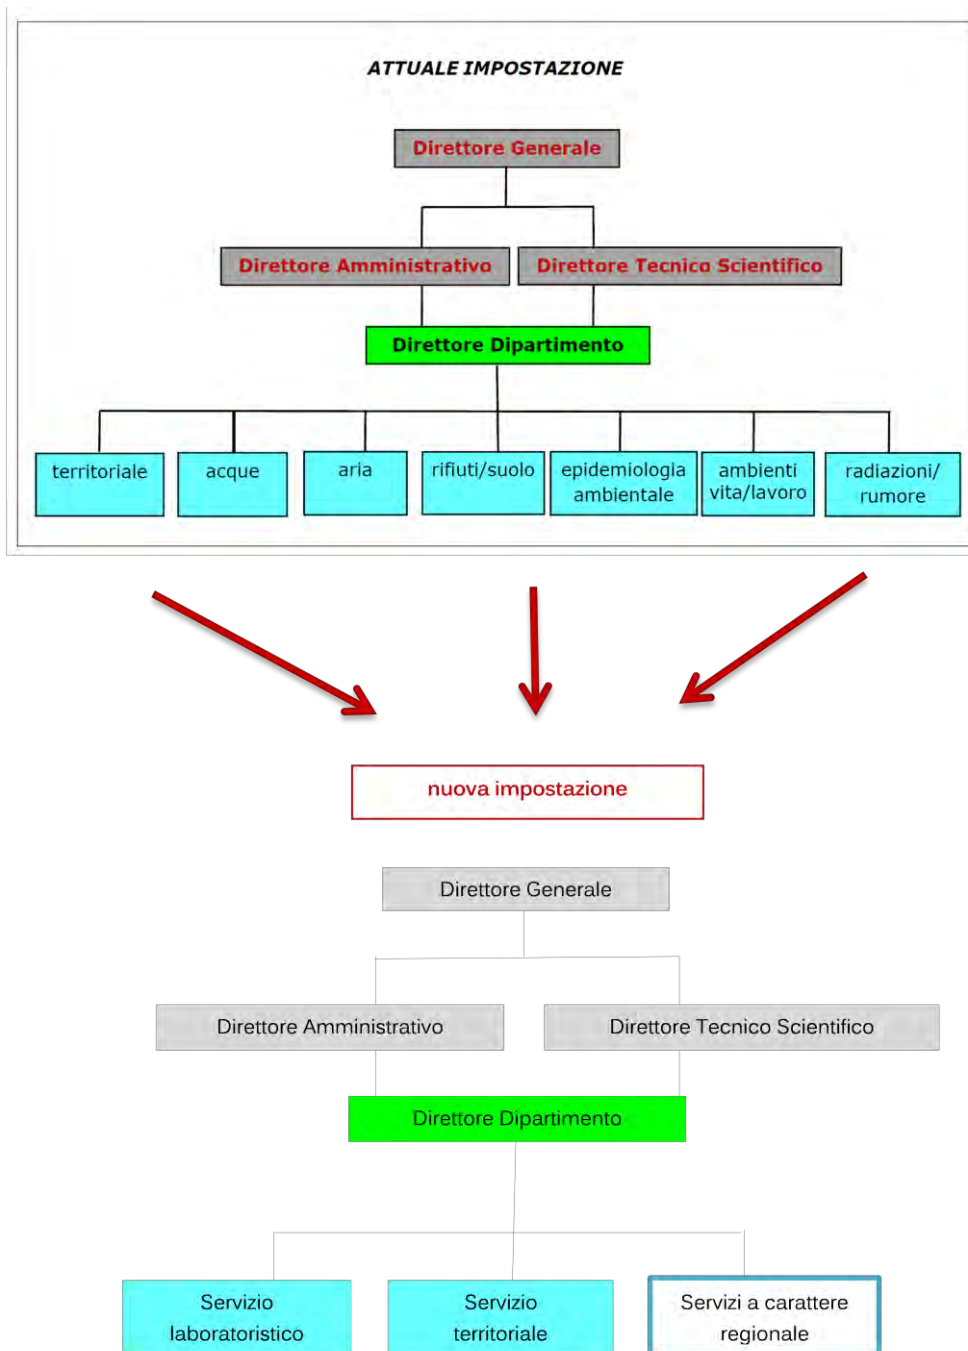 ATTUALE IMPOSTAZIONE
Direttore Generale
Direttore Amministrativo
Direttore Tecnico Scientifico
Direttore Dipartimento
territoriale
acque
aria
rifiuti/suolo
epidemiologia
ambientale
ambienti
vita/lavoro
radiazioni/
rumore
nuova impostazione
Direttore Generale
Direttore Amministrativo
Direttore Tecnico Scientifico
Direttore Dipartimento
Servizio
laboratoristico
Servizio
territoriale
Servizi a carattere
regionale